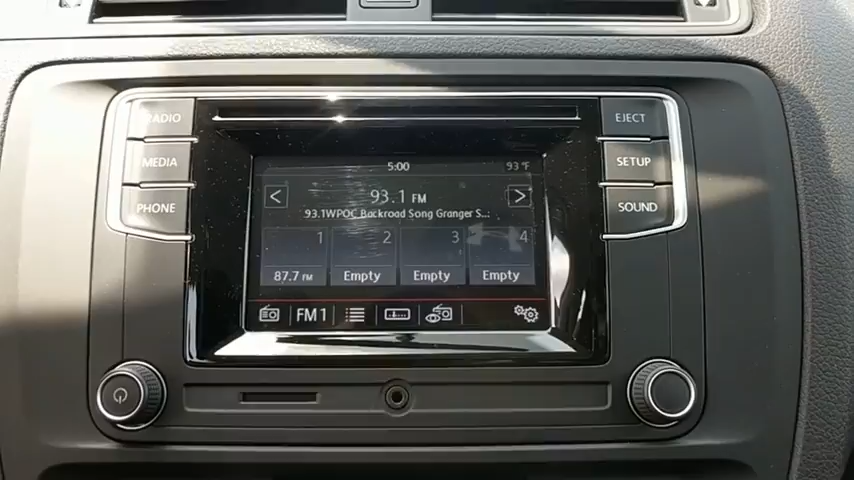 RADIO
MEDIA
PHONE
EJECT
SETUP
SOUND
5:00
93°F
< 93.1 FM >
93.1WPOC Backroad Song Granger S...
1 2 3 4
87.7 FM Empty Empty Empty
FM1